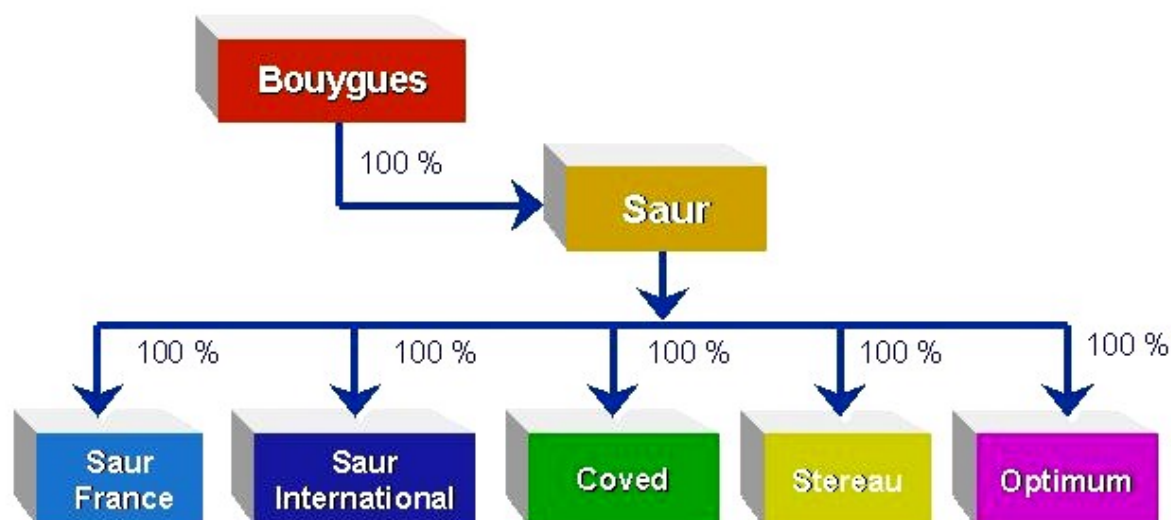 Bouygues
100 %
Saur
100 %
100 %
100 %
100 %
100 %
Saur
France
Saur
International
Coved
Stereau
Optimum